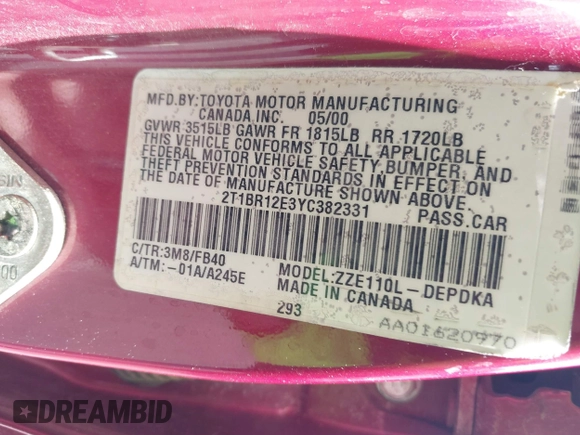 MFD.BY:TOYOTA MOTOR MANUFACTURING
CANADA,INC. 05/00
GVWR 3515LB GAWR FR 1815LB RR 1720LB
THIS VEHICLE CONFORMS TO ALL APPLICABLE
FEDERAL MOTOR VEHICLE SAFETY, BUMPER, AND
THEFT PREVENTION STANDARDS IN EFFECT ON
THE DATE OF MANUFACTURE SHOWN ABOVE.
2T1BR12E3YC382331 PASS.CAR
C/TR:3M8/FB40
A/TM:-01A/A245E
MODEL:ZZE110L-DEPDKA
MADE IN CANADA
293
AA01620970
DREAMBID